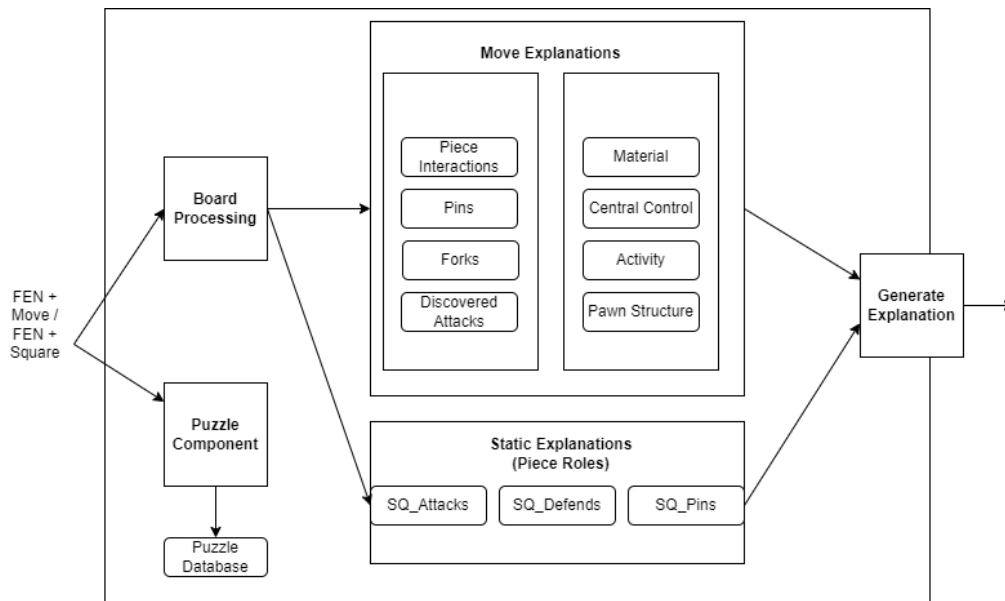 Move Explanations
Piece
Interactions
Pins
Forks
Discovered
Attacks
Material
Central Control
Activity
Pawn Structure
Board
Processing
FEN +
Move /
FEN +
Square
Puzzle
Component
Puzzle
Database
Static Explanations
(Piece Roles)
SQ_Attacks
SQ_Defends
SQ_Pins
Generate
Explanation